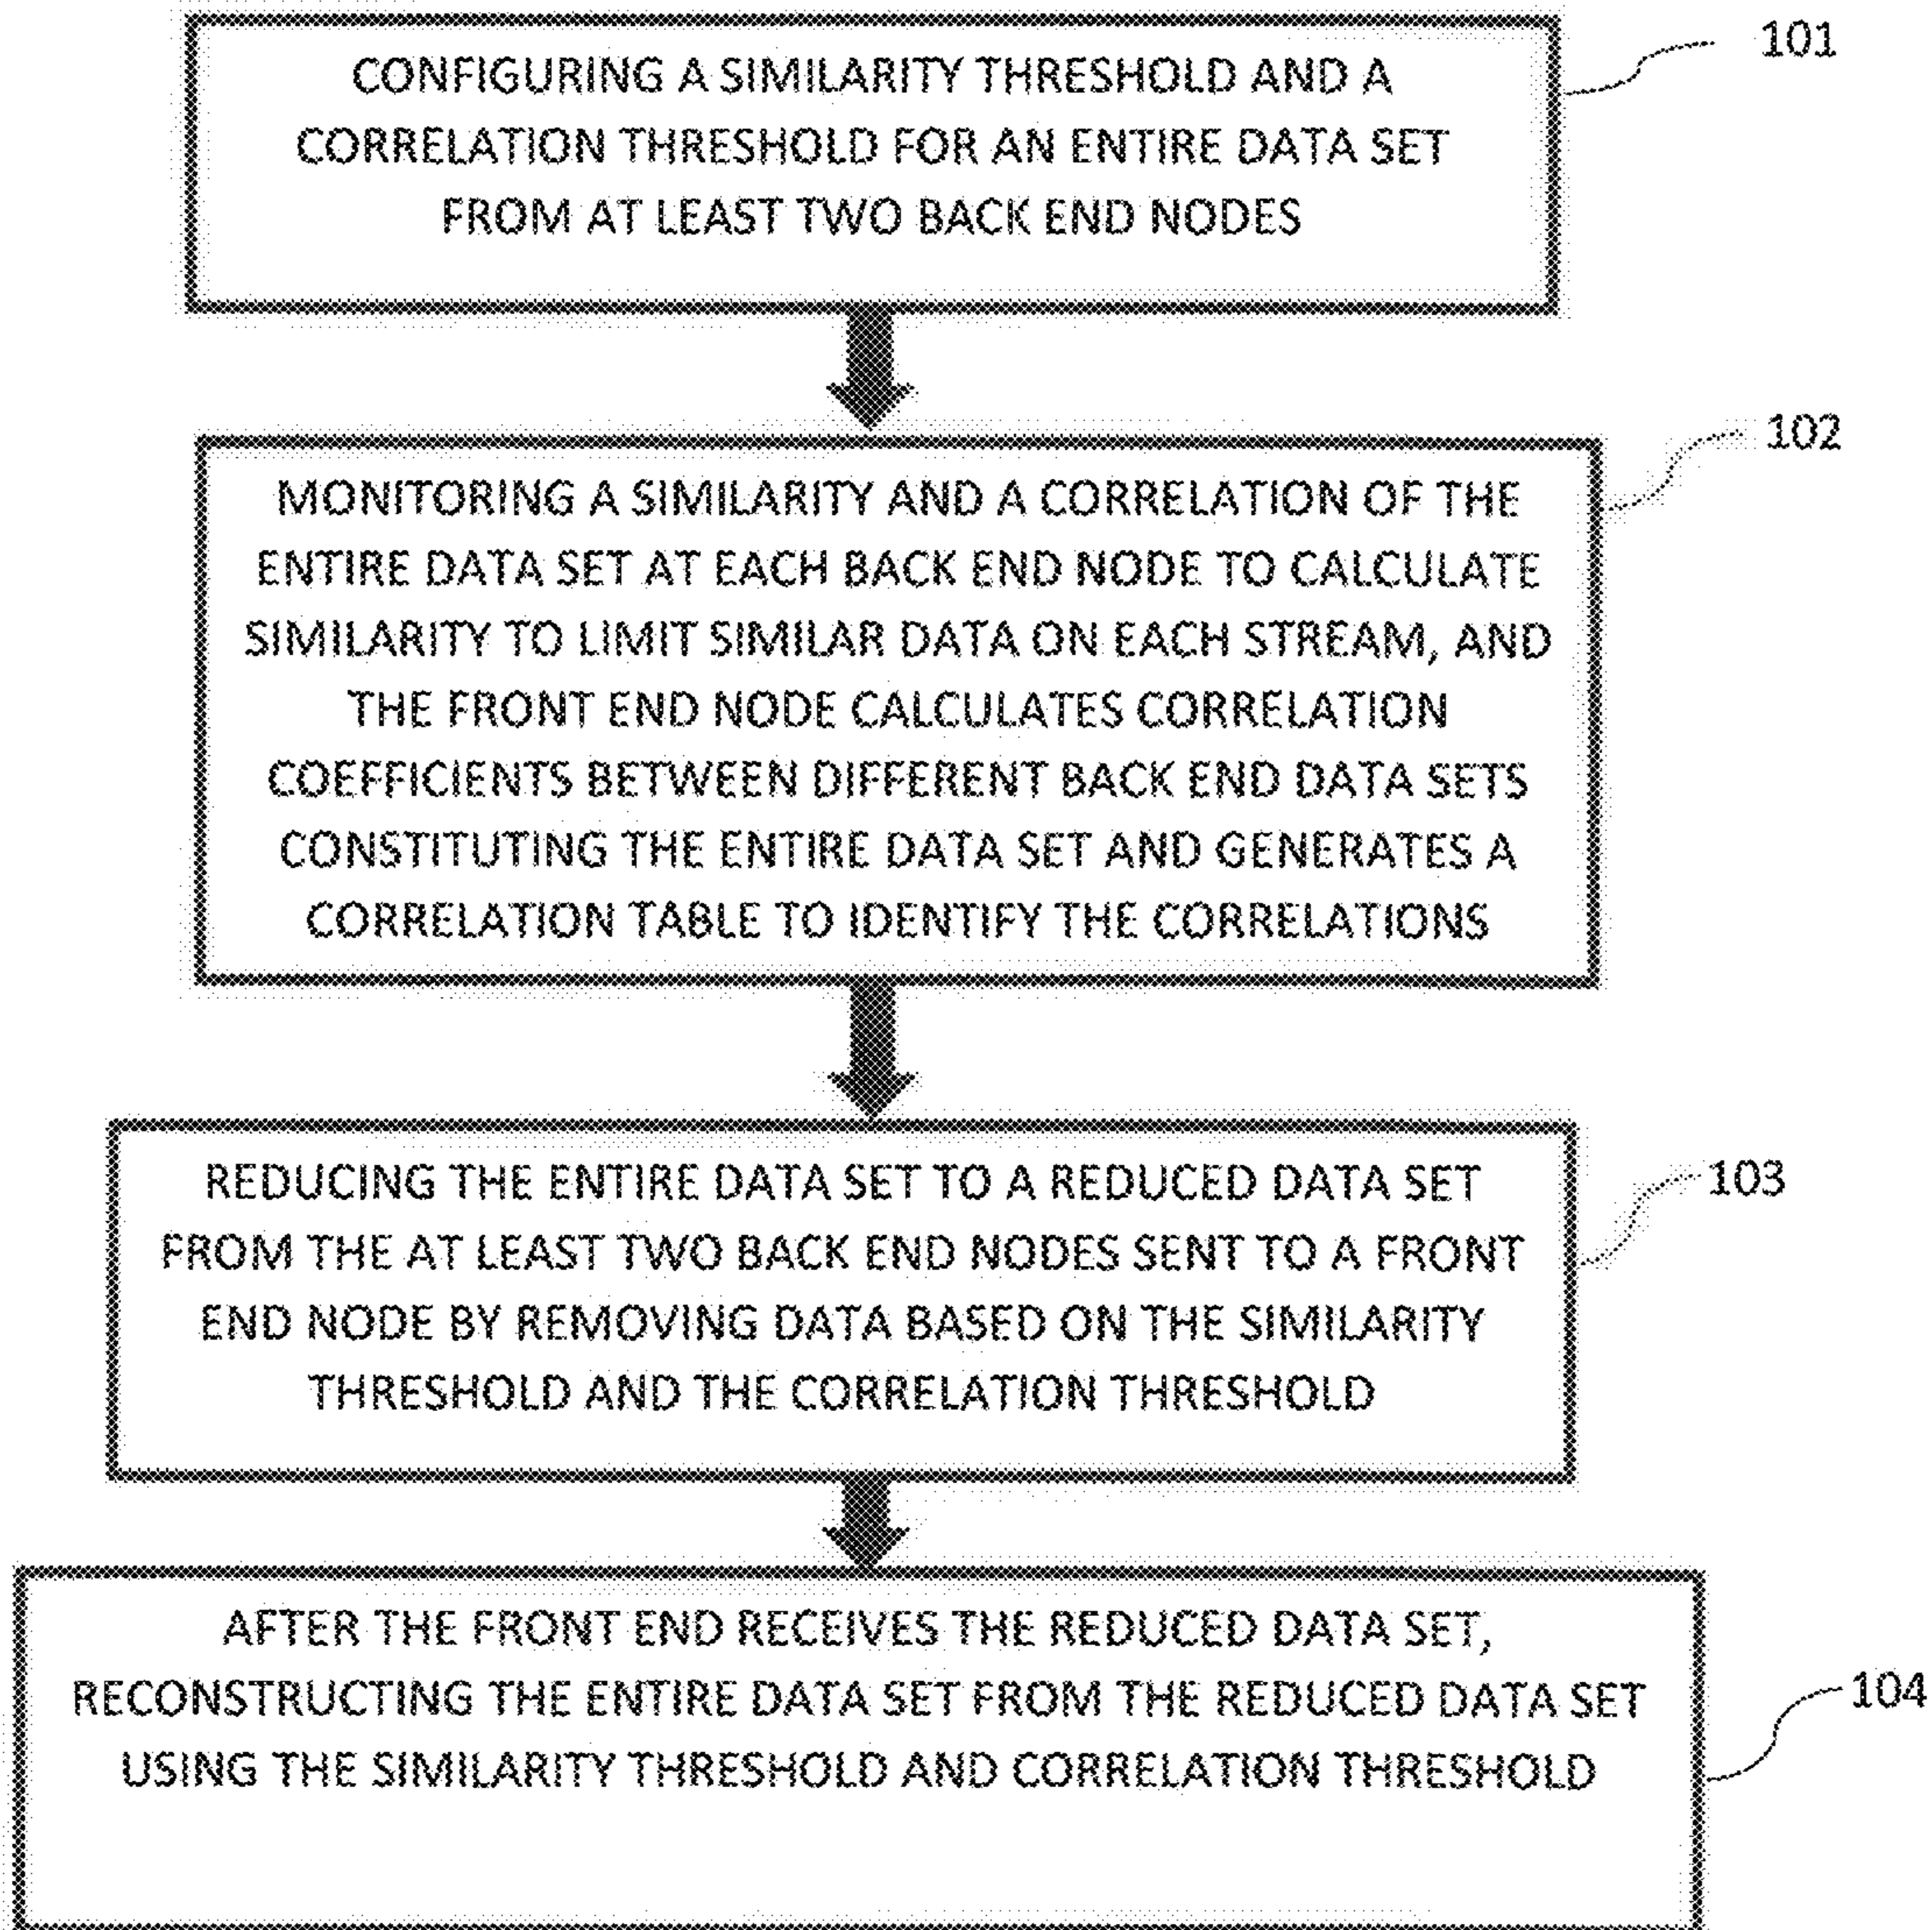 CONFIGURING A SIMILARITY THRESHOLD AND A
CORRELATION THRESHOLD FOR AN ENTIRE DATA SET
FROM AT LEAST TWO BACK END NODES
101
MONITORING A SIMILARITY AND A CORRELATION OF THE
ENTIRE DATA SET AT EACH BACK END NODE TO CALCULATE
SIMILARITY TO LIMIT SIMILAR DATA ON EACH STREAM, AND
THE FRONT END NODE CALCULATES CORRELATION
COEFFICIENTS BETWEEN DIFFERENT BACK END DATA SETS
CONSTITUTING THE ENTIRE DATA SET AND GENERATES A
CORRELATION TABLE TO IDENTIFY THE CORRELATIONS
102
REDUCING THE ENTIRE DATA SET TO A REDUCED DATA SET
FROM THE AT LEAST TWO BACK END NODES SENT TO A FRONT
END NODE BY REMOVING DATA BASED ON THE SIMILARITY
THRESHOLD AND THE CORRELATION THRESHOLD
103
AFTER THE FRONT END RECEIVES THE REDUCED DATA SET,
RECONSTRUCTING THE ENTIRE DATA SET FROM THE REDUCED DATA SET
USING THE SIMILARITY THRESHOLD AND CORRELATION THRESHOLD
104